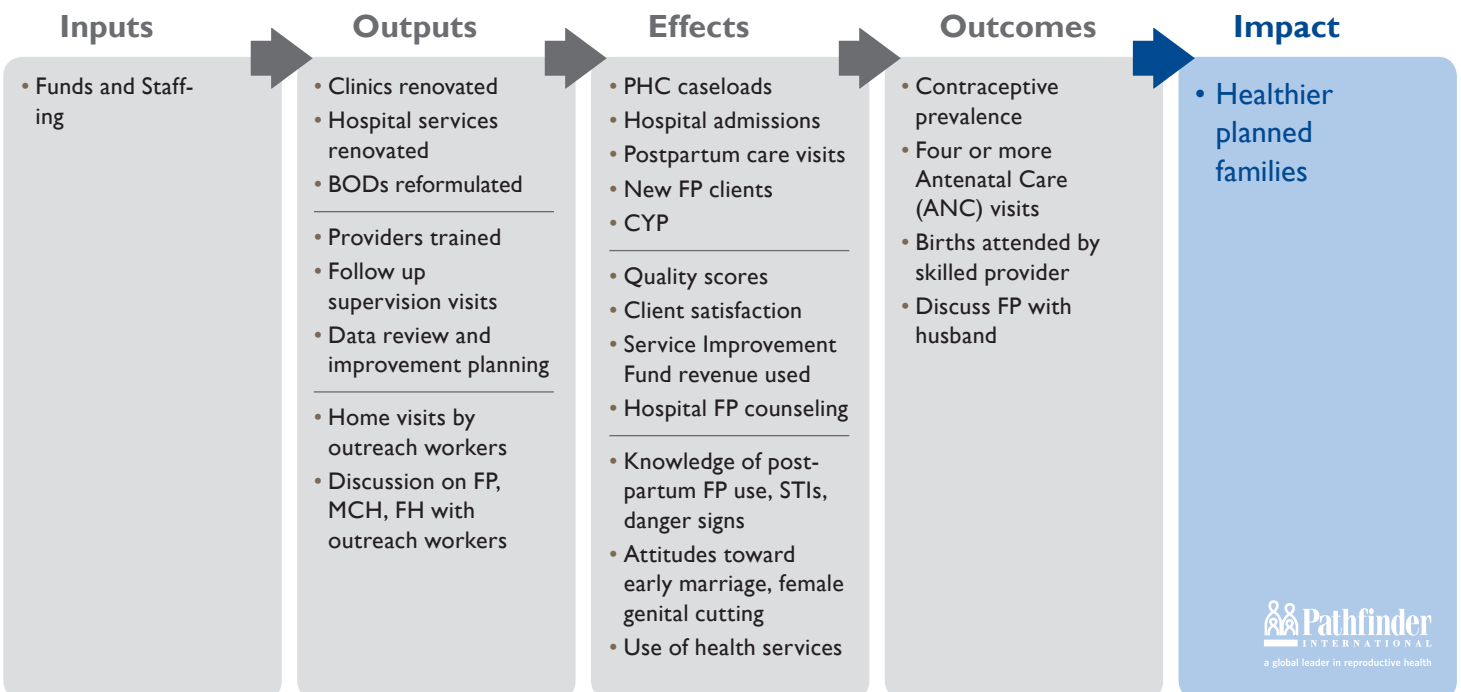 Inputs
Outputs
Effects
Outcomes
Impact
• Funds and Staff-
ing
• Clinics renovated
• Hospital services
renovated
• BODs reformulated
• Providers trained
• Follow up
supervision visits
• Data review and
improvement planning
• Home visits by
outreach workers
• Discussion on FP,
MCH, FH with
outreach workers
• PHC caseloads
• Hospital admissions
• Postpartum care visits
• New FP clients
• CYP
• Quality scores
• Client satisfaction
• Service Improvement
Fund revenue used
• Hospital FP counseling
• Knowledge of post-
partum FP use, STIs,
danger signs
• Attitudes toward
early marriage, female
genital cutting
• Use of health services
• Contraceptive
prevalence
• Four or more
Antenatal Care
(ANC) visits
• Births attended by
skilled provider
• Discuss FP with
husband
• Healthier
planned
families
Pathfinder
INTERNATIONAL
a global leader in reproductive health